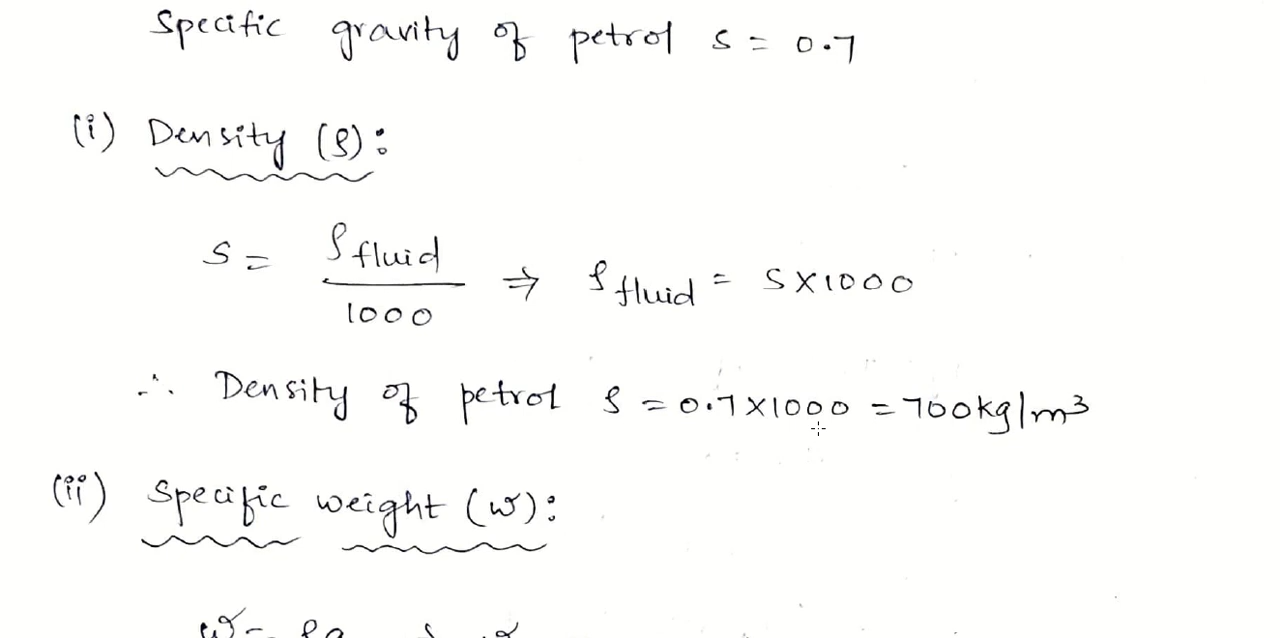 Specific gravity of petrol S = 0.7
(i) Density (ρ):
S = ρfluid / 1000 ⇒ ρfluid = S×1000
∴ Density of petrol ρ = 0.7×1000 = 700kg/m³
(ii) Specific weight (w):
w = ρg